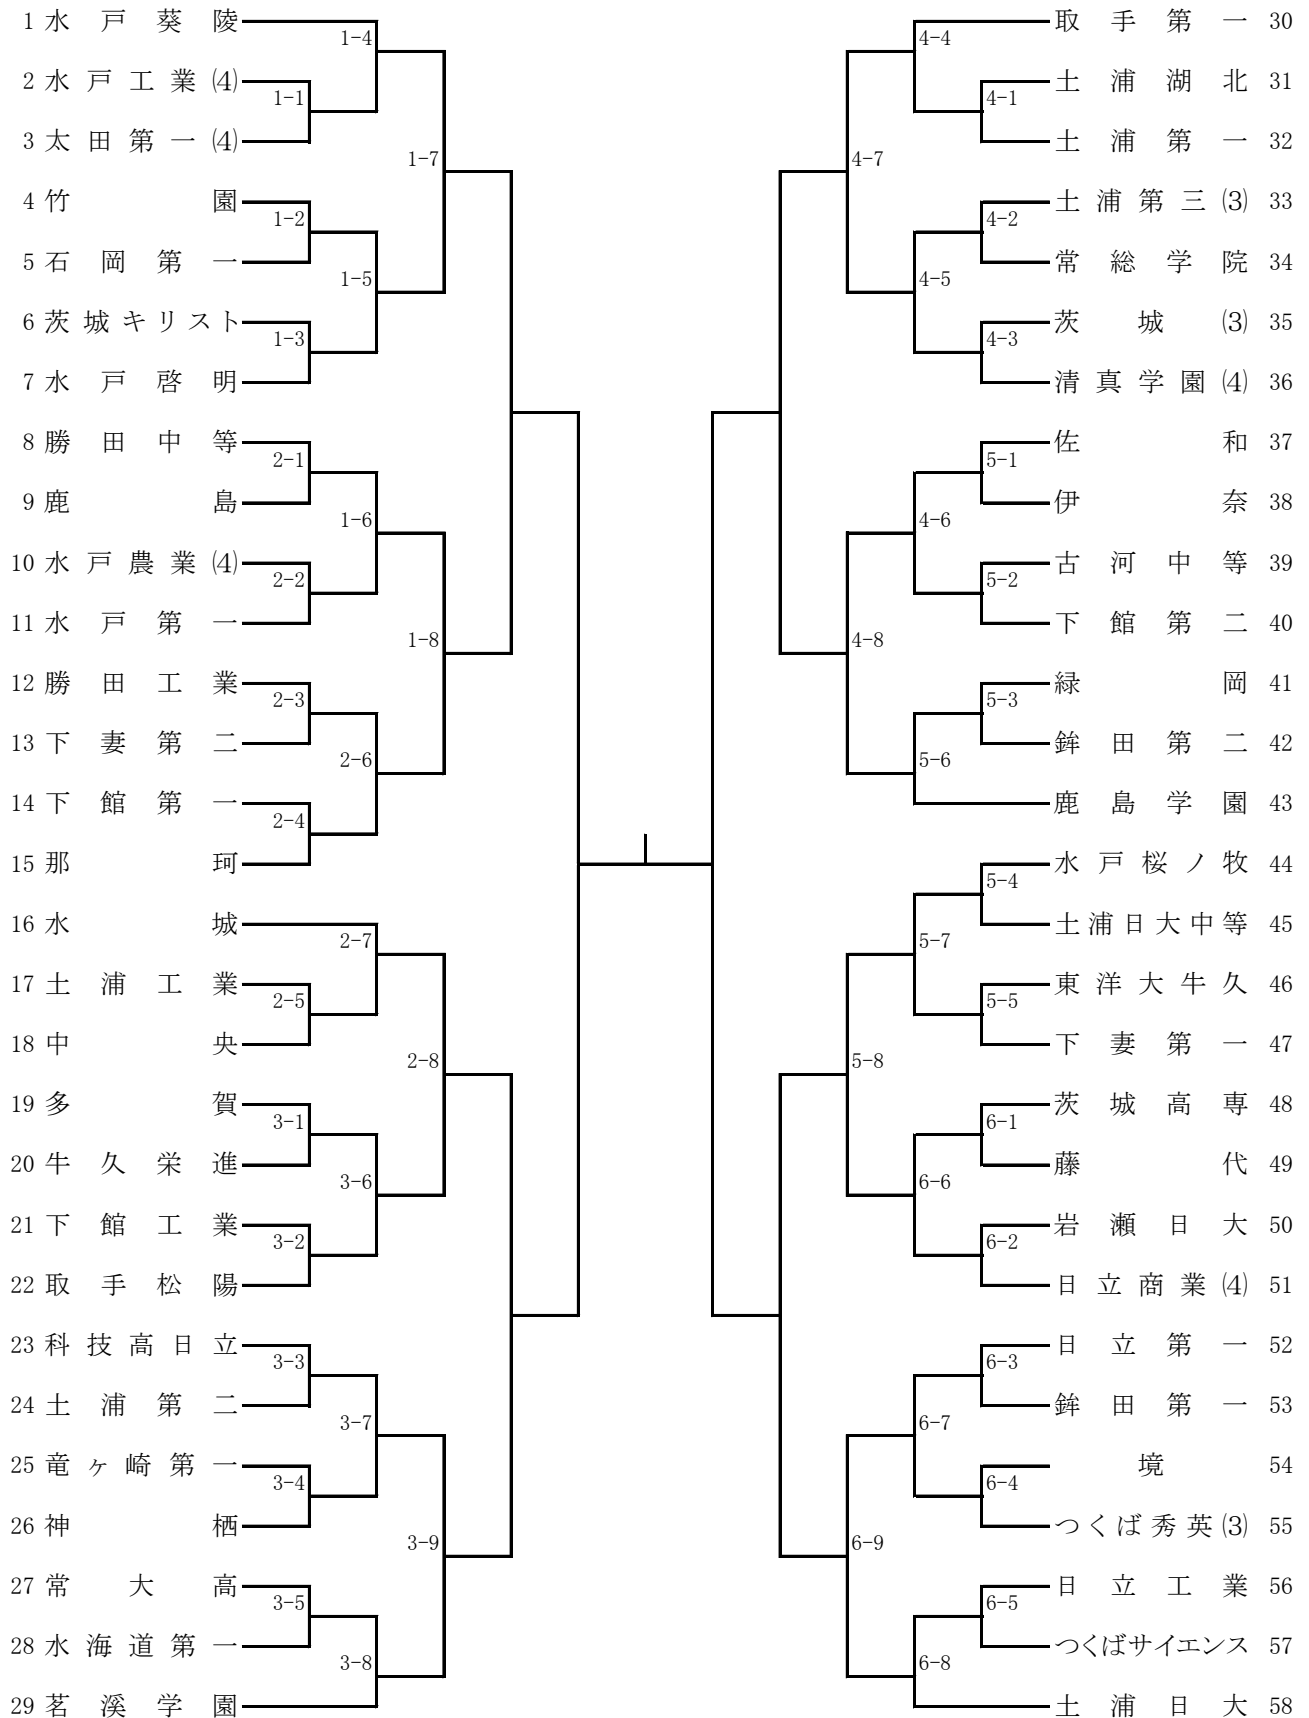 1 水戸葵陵
1-4
2 水戸工業(4)
1-1
3 太田第一(4)
1-7
4 竹園
1-2
5 石岡第一
1-5
6 茨城キリスト
1-3
7 水戸啓明
8 勝田中等
2-1
9 鹿島
1-6
10 水戸農業(4)
2-2
11 水戸第一
1-8
12 勝田工業
2-3
13 下妻第二
2-6
14 下館第一
2-4
15 那珂
16 水城
2-7
17 土浦工業
2-5
18 中央
2-8
19 多賀
3-1
20 牛久栄進
3-6
21 下館工業
3-2
22 取手松陽
23 科技高日立
3-3
24 土浦第二
3-7
25 竜ヶ崎第一
3-4
26 神栖
3-9
27 常大高
3-5
28 水海道第一
3-8
29 茗溪学園
取手第一 30
4-4
土浦湖北 31
4-1
土浦第一 32
4-7
土浦第三(3) 33
4-2
常総学院 34
4-5
茨城(3) 35
4-3
清真学園(4) 36
佐和 37
5-1
伊奈 38
4-6
古河中等 39
5-2
下館第二 40
4-8
緑岡 41
5-3
鉾田第二 42
5-6
鹿島学園 43
水戸桜ノ牧 44
5-4
土浦日大中等 45
5-7
東洋大牛久 46
5-5
下妻第一 47
5-8
茨城高専 48
6-1
藤代 49
6-6
岩瀬日大 50
6-2
日立商業(4) 51
日立第一 52
6-3
鉾田第一 53
6-7
境 54
6-4
つくば秀英(3) 55
6-9
日立工業 56
6-5
つくばサイエンス 57
6-8
土浦日大 58